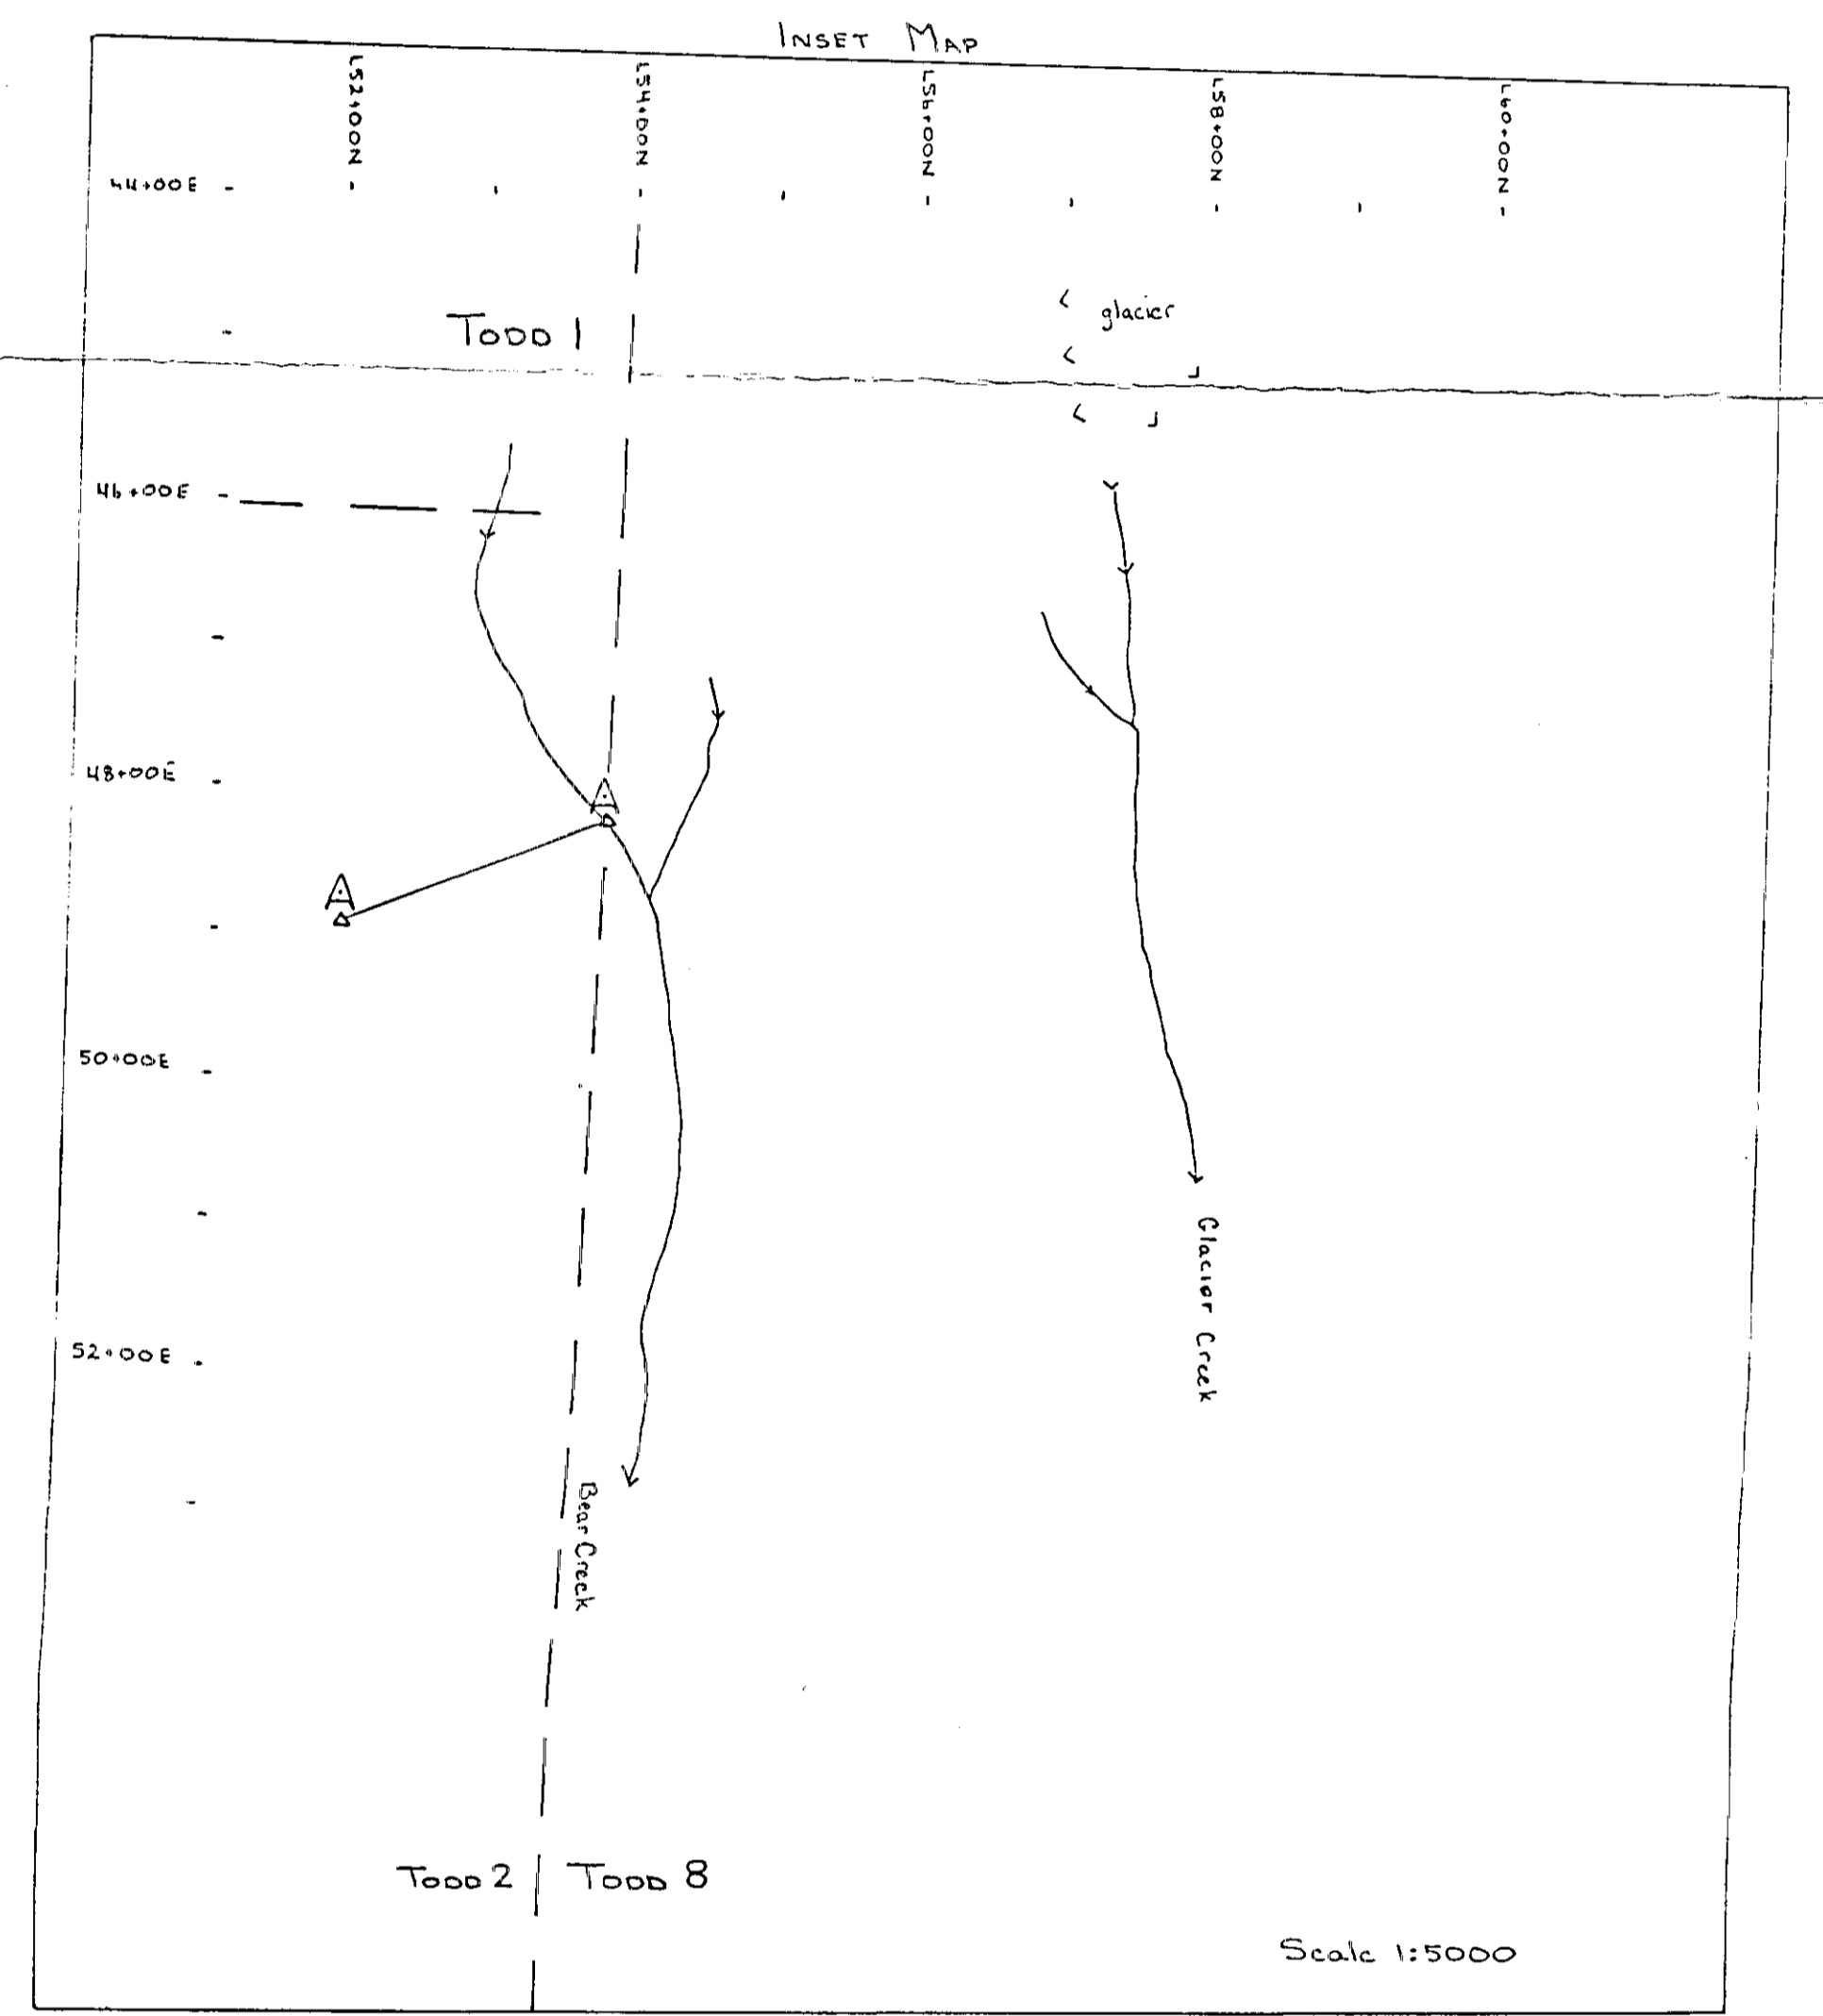 INSET MAP
L52+00N
L54+00N
L56+00N
L58+00N
L60+00N
44+00E
glacier
TODD 1
46+00E
48+00E
A
A
50+00E
Glacier Creek
52+00E
Bear Creek
TODD 2
TODD 8
Scale 1:5000